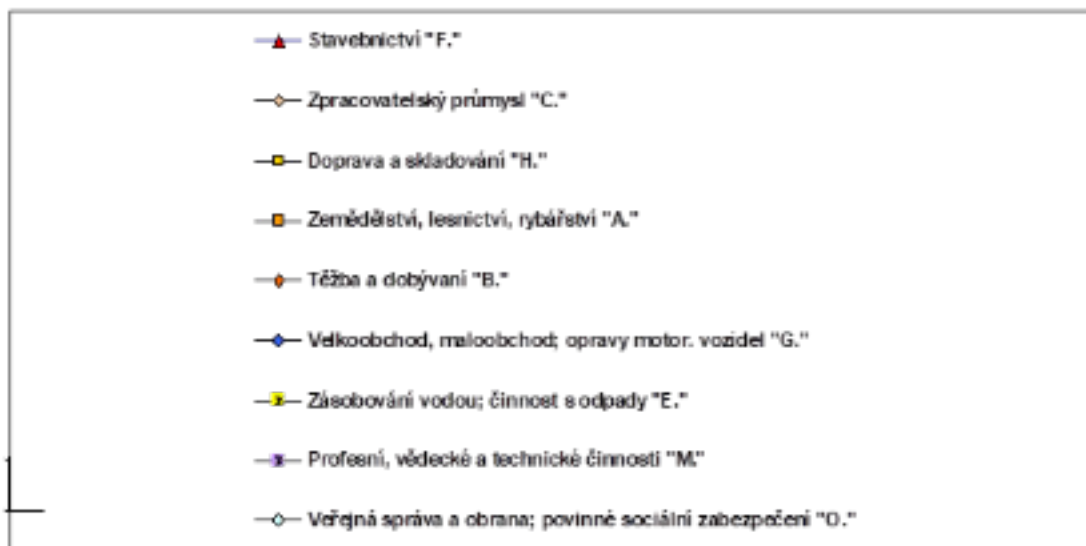 Stavebnictví "F."
Zpracovatelský průmysl "C."
Doprava a skladování "H."
Zemědělství, lesnictví, rybářství "A."
Těžba a dobývaní "B."
Velkoobchod, maloobchod; opravy motor. vozidel "G."
Zásobování vodou; činnost s odpady "E."
Profesní, vědecké a technické činnosti "M."
Veřejná správa a obrana; povinné sociální zabezpečení "O."